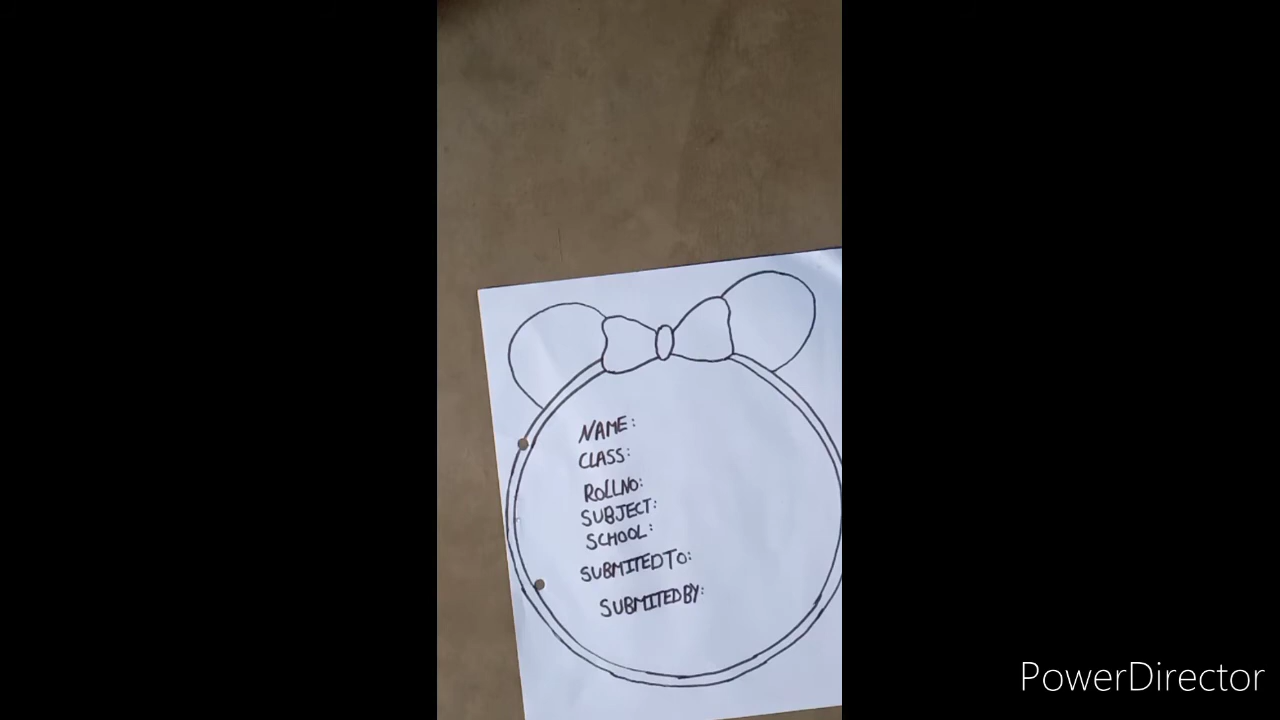 NAME:
CLASS:
ROLLNO:
SUBJECT:
SCHOOL:
SUBMITEDTO:
SUBMITEDBY:
PowerDirector